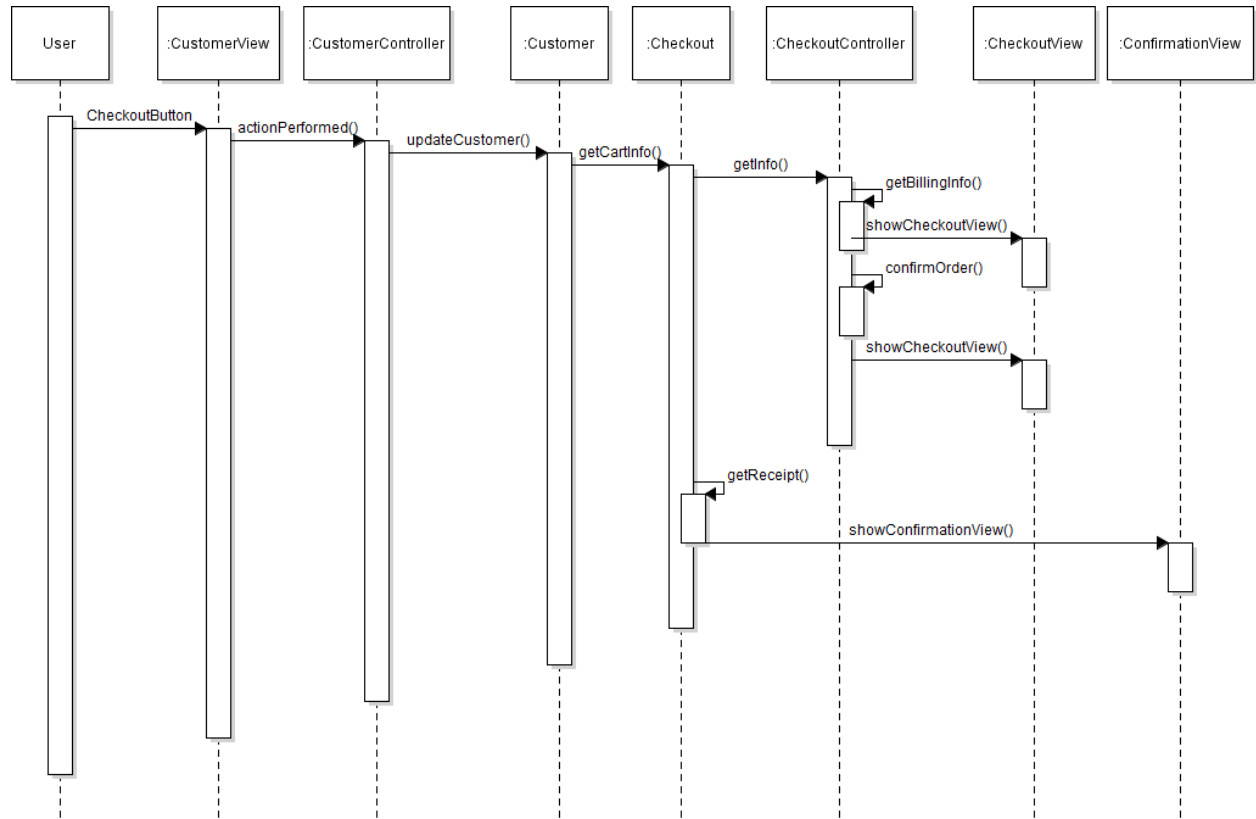 User
:CustomerView
:CustomerController
:Customer
:Checkout
:CheckoutController
:CheckoutView
:ConfirmationView
CheckoutButton
actionPerformed()
updateCustomer()
getCartInfo()
getInfo()
getBillingInfo()
showCheckoutView()
confirmOrder()
showCheckoutView()
getReceipt()
showConfirmationView()